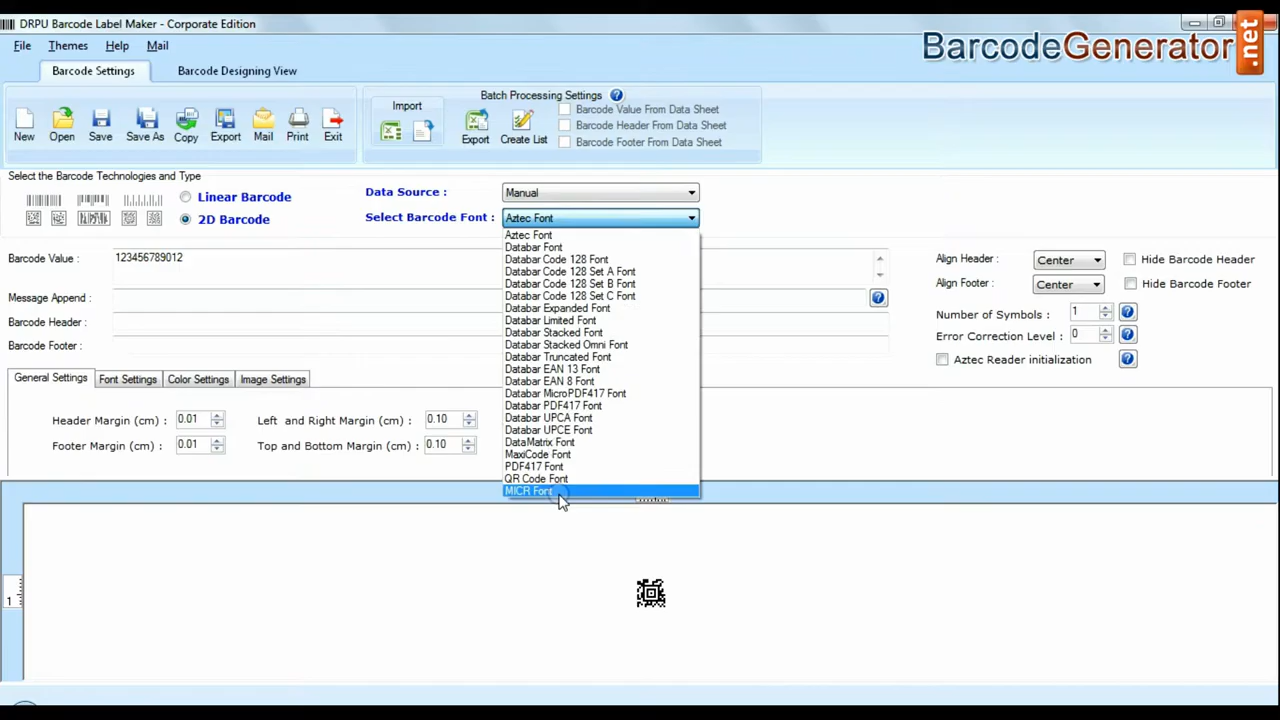 DRPU Barcode Label Maker - Corporate Edition
BarcodeGenerator.net
File Themes Help Mail
Barcode Settings Barcode Designing View
New Open Save Save As Copy Export Mail Print Exit
Import
Batch Processing Settings
Export Create List
Barcode Value From Data Sheet
Barcode Header From Data Sheet
Barcode Footer From Data Sheet
Select the Barcode Technologies and Type
Linear Barcode
2D Barcode
Data Source : Manual
Select Barcode Font : Aztec Font
Aztec Font
Databar Font
Databar Code 128 Font
Databar Code 128 Set A Font
Databar Code 128 Set B Font
Databar Code 128 Set C Font
Databar Expanded Font
Databar Limited Font
Databar Stacked Font
Databar Stacked Omni Font
Databar Truncated Font
Databar EAN 13 Font
Databar EAN 8 Font
Databar MicroPDF417 Font
Databar PDF417 Font
Databar UPCA Font
Databar UPCE Font
DataMatrix Font
MaxiCode Font
PDF417 Font
QR Code Font
MICR Font
Barcode Value : 123456789012
Message Append :
Barcode Header :
Barcode Footer :
Align Header : Center Hide Barcode Header
Align Footer : Center Hide Barcode Footer
Number of Symbols : 1
Error Correction Level : 0
Aztec Reader initialization
General Settings Font Settings Color Settings Image Settings
Header Margin (cm) : 0.01 Left and Right Margin (cm) : 0.10
Footer Margin (cm) : 0.01 Top and Bottom Margin (cm) : 0.10
1